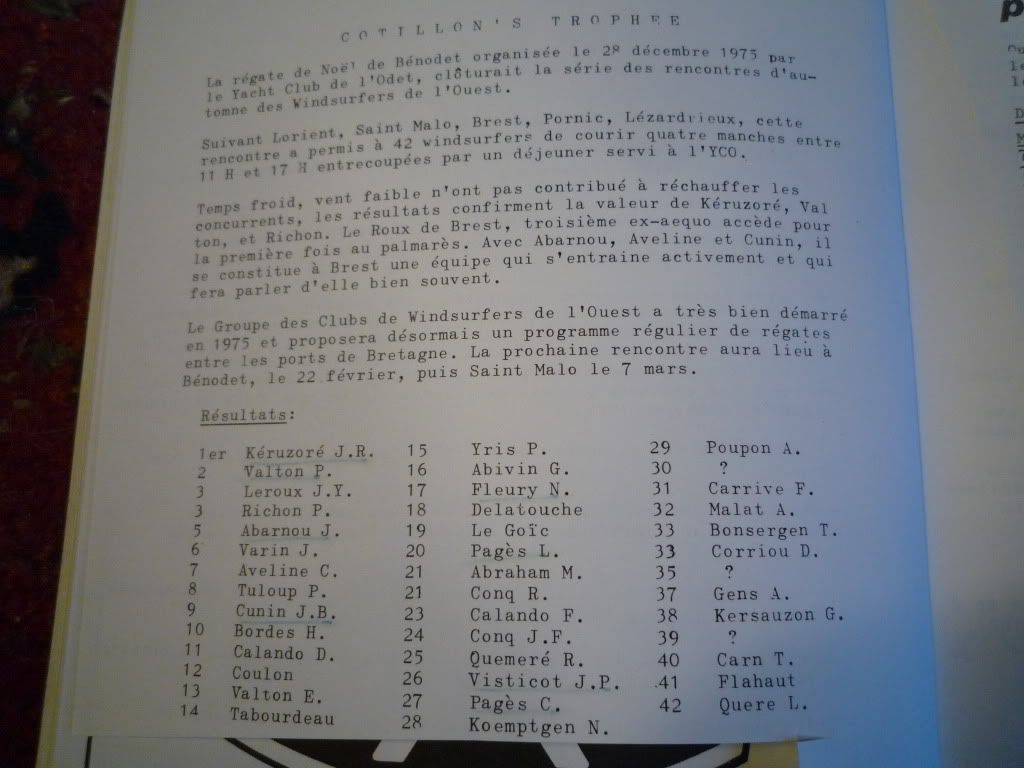 COTILLON'S TROPHEE
La régate de Noël de Bénodet organisée le 28 décembre 1975 par
le Yacht Club de l'Odet, clôturait la série des rencontres d'au-
tomne des Windsurfers de l'Ouest.
Suivant Lorient, Saint Malo, Brest, Pornic, Lézardrieux, cette
rencontre a permis à 42 windsurfers de courir quatre manches entre
11 H et 17 H entrecoupées par un déjeuner servi à l'YCO.
Temps froid, vent faible n'ont pas contribué à réchauffer les
concurrents, les résultats confirment la valeur de Kéruzoré, Val
ton, et Richon. Le Roux de Brest, troisième ex-aequo accède pour
la première fois au palmarès. Avec Abarnou, Aveline et Cunin, il
se constitue à Brest une équipe qui s'entraine activement et qui
fera parler d'elle bien souvent.
Le Groupe des Clubs de Windsurfers de l'Ouest a très bien démarré
en 1975 et proposera désormais un programme régulier de régates
entre les ports de Bretagne. La prochaine rencontre aura lieu à
Bénodet, le 22 février, puis Saint Malo le 7 mars.
Résultats:
1er Kéruzoré J.R.
2 Valton P.
3 Leroux J.Y.
3 Richon P.
5 Abarnou J.
6 Varin J.
7 Aveline C.
8 Tuloup P.
9 Cunin J.B.
10 Bordes H.
11 Calando D.
12 Coulon
13 Valton E.
14 Tabourdeau
15 Yris P.
16 Abivin G.
17 Fleury N.
18 Delatouche
19 Le Goïc
20 Pagès L.
21 Abraham M.
21 Conq R.
23 Calando F.
24 Conq J.F.
25 Quemeré R.
26 Visticot J.P.
27 Pagès C.
28 Koemptgen N.
29 Poupon A.
30 ?
31 Carrive F.
32 Malat A.
33 Bonsergen T.
33 Corriou D.
35 ?
37 Gens A.
38 Kersauzon G.
39 ?
40 Carn T.
41 Flahaut
42 Quere L.